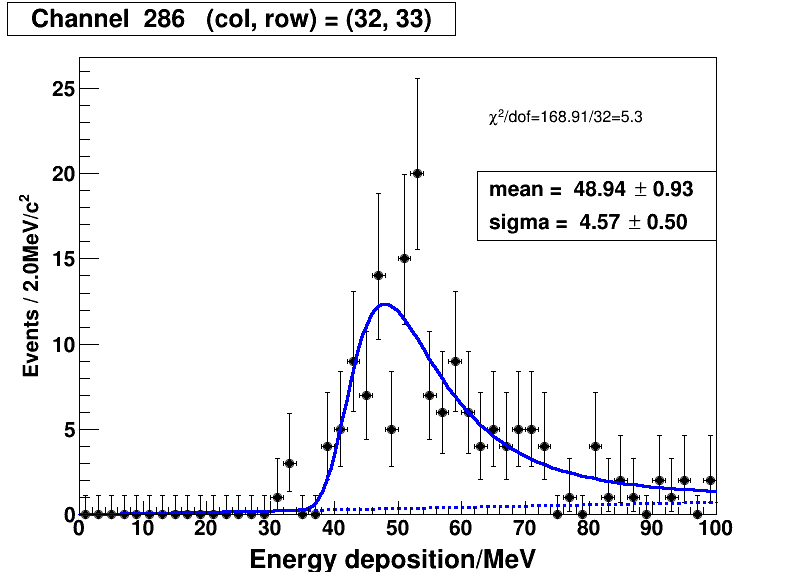 Channel  286   (col, row) = (32, 33)
25
χ²/dof=168.91/32=5.3
20
mean =  48.94 ± 0.93
sigma =  4.57 ± 0.50
15
10
5
0
Events / 2.0MeV/c²
0 10 20 30 40 50 60 70 80 90 100
Energy deposition/MeV